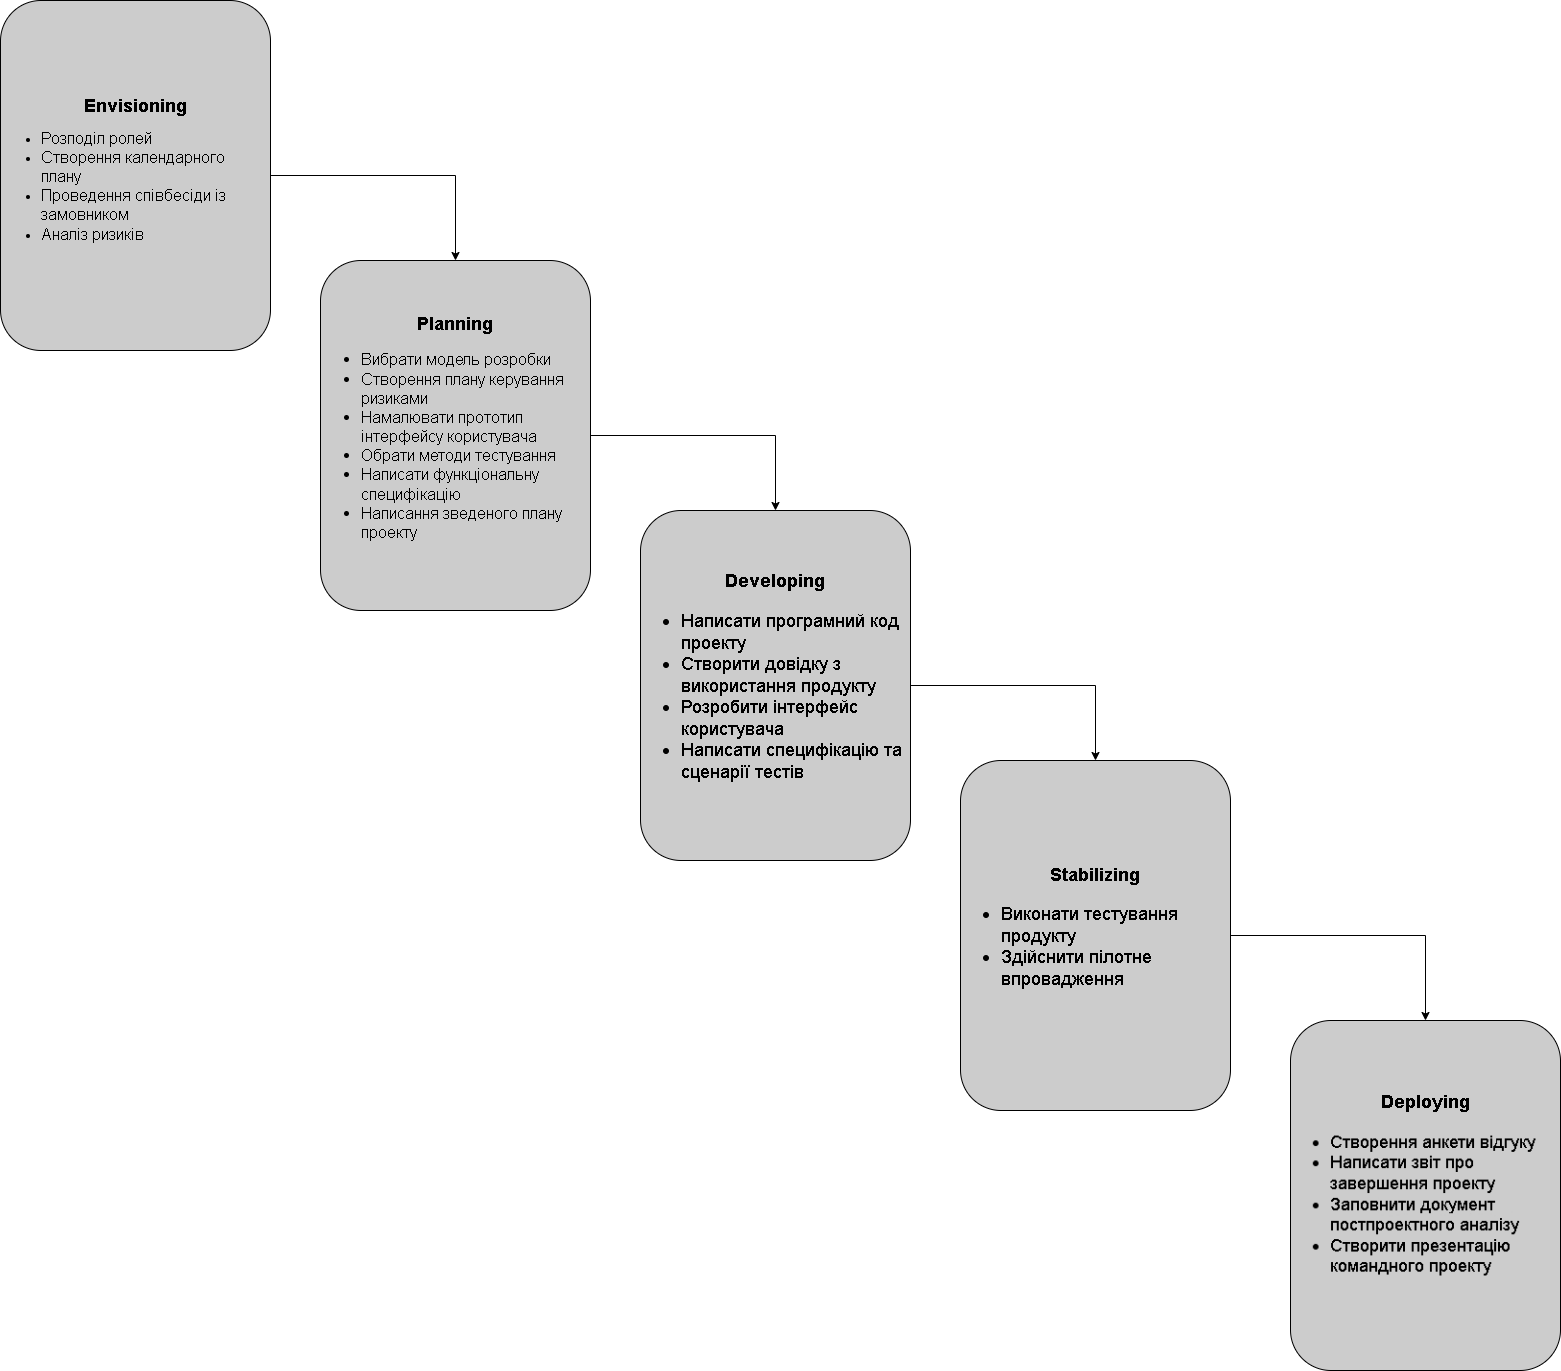 Envisioning
Розподіл ролей
Створення календарного
плану
Проведення співбесіди із
замовником
Аналіз ризиків
Planning
Вибрати модель розробки
Створення плану керування
ризиками
Намалювати прототип
інтерфейсу користувача
Обрати методи тестування
Написати функціональну
специфікацію
Написання зведеного плану
проекту
Developing
Написати програмний код
проекту
Створити довідку з
використання продукту
Розробити інтерфейс
користувача
Написати специфікацію та
сценарії тестів
Stabilizing
Виконати тестування
продукту
Здійснити пілотне
впровадження
Deploying
Створення анкети відгуку
Написати звіт про
завершення проекту
Заповнити документ
постпроектного аналізу
Створити презентацію
командного проекту